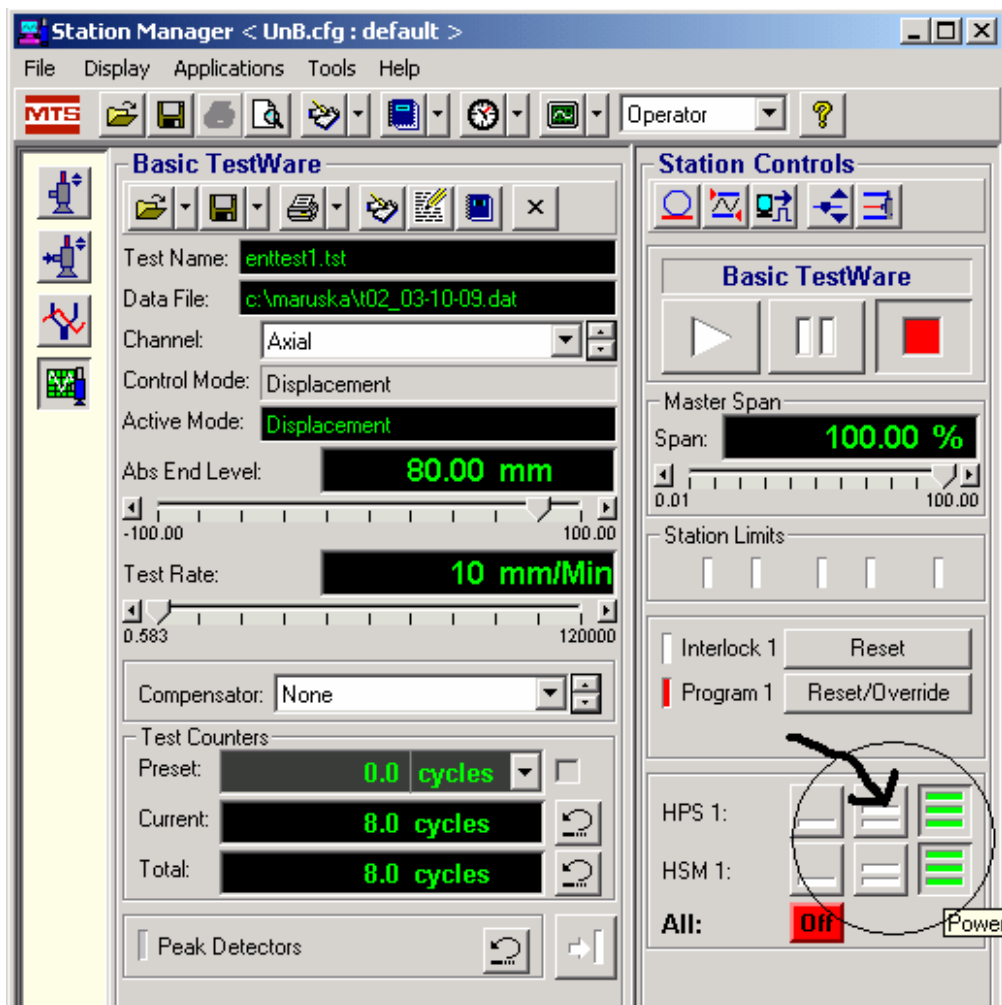 Station Manager < UnB.cfg : default >
File Display Applications Tools Help
MTS Operator
Basic TestWare
Test Name: enttest1.tst
Data File: c:\maruska\t02_03-10-09.dat
Channel: Axial
Control Mode: Displacement
Active Mode: Displacement
Abs End Level: 80.00 mm
-100.00 100.00
Test Rate: 10 mm/Min
0.583 120000
Compensator: None
Test Counters
Preset: 0.0 cycles
Current: 8.0 cycles
Total: 8.0 cycles
Peak Detectors
Station Controls
Basic TestWare
Master Span
Span: 100.00 %
0.01 100.00
Station Limits
Interlock 1 Reset
Program 1 Reset/Override
HPS 1:
HSM 1:
All: Off
Power